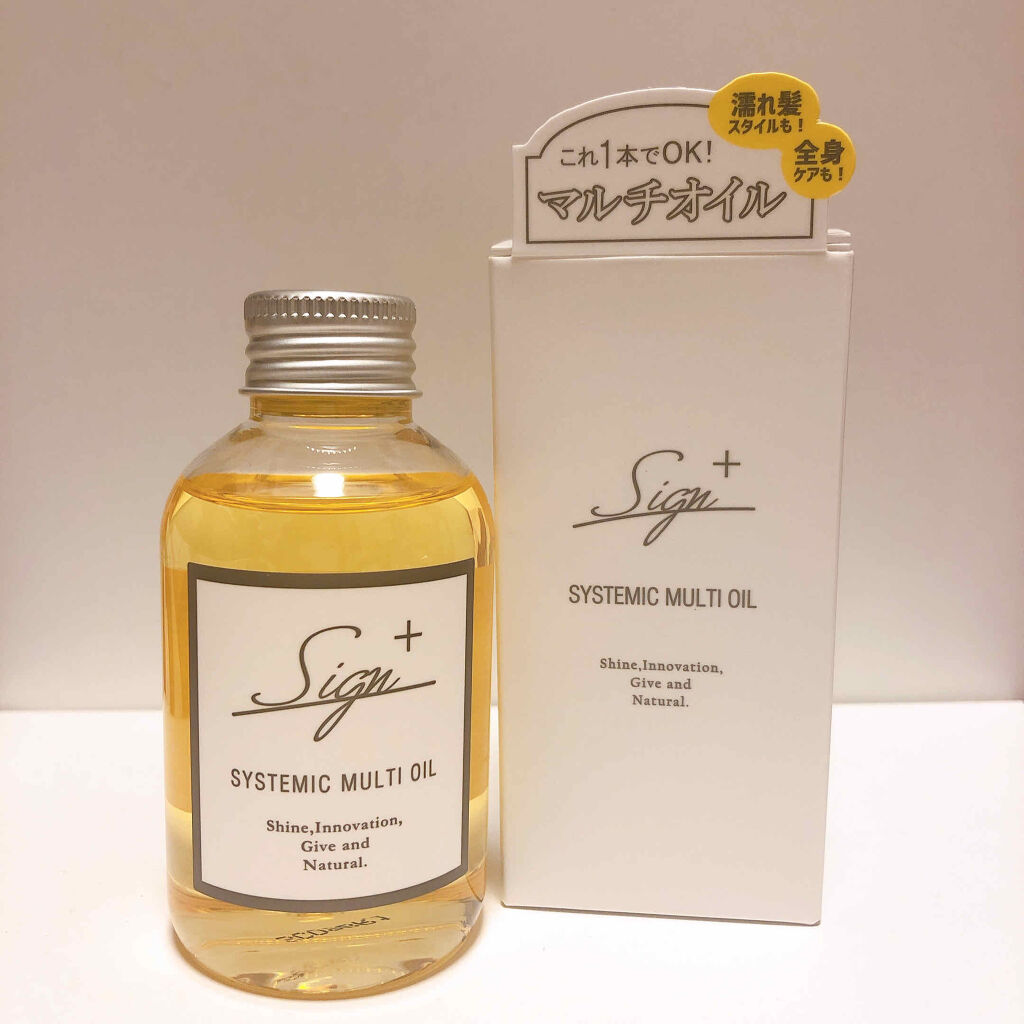 濡れ髪
スタイルも!
全身
ケアも!
これ1本でOK!
マルチオイル
Sign+
SYSTEMIC MULTI OIL
Shine,Innovation,
Give and
Natural.
Sign+
SYSTEMIC MULTI OIL
Shine,Innovation,
Give and
Natural.